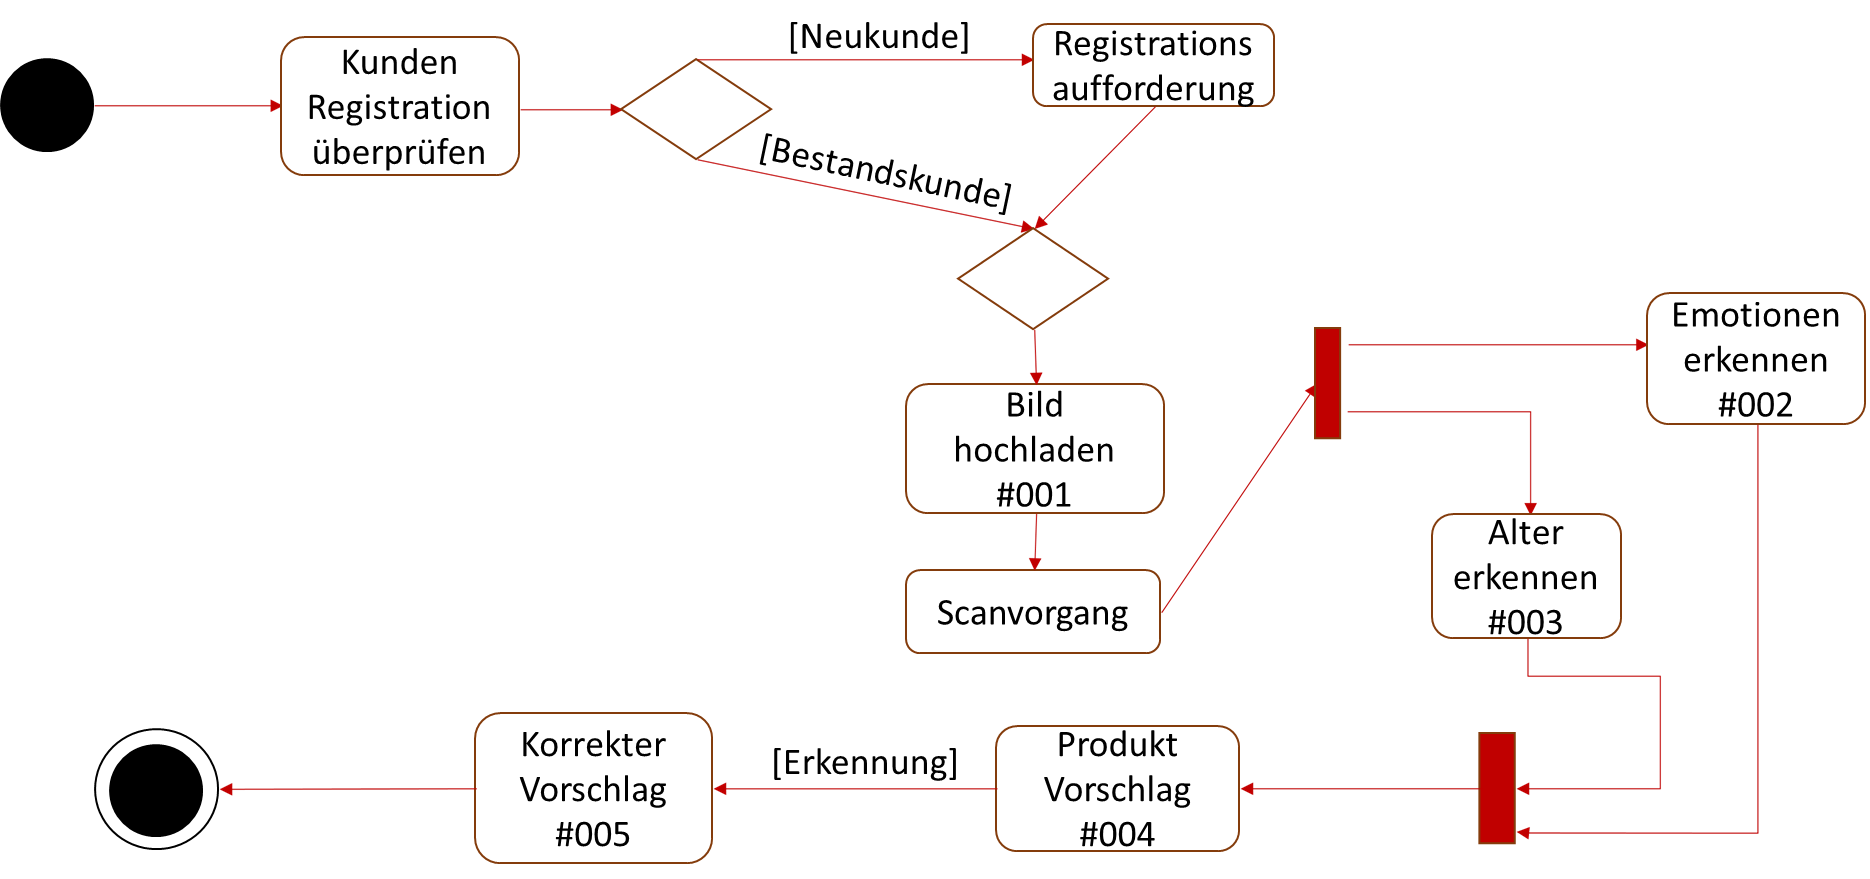 Kunden
Registration
überprüfen
[Neukunde]
Registrations
aufforderung
[Bestandskunde]
Bild
hochladen
#001
Scanvorgang
Emotionen
erkennen
#002
Alter
erkennen
#003
Produkt
Vorschlag
#004
[Erkennung]
Korrekter
Vorschlag
#005